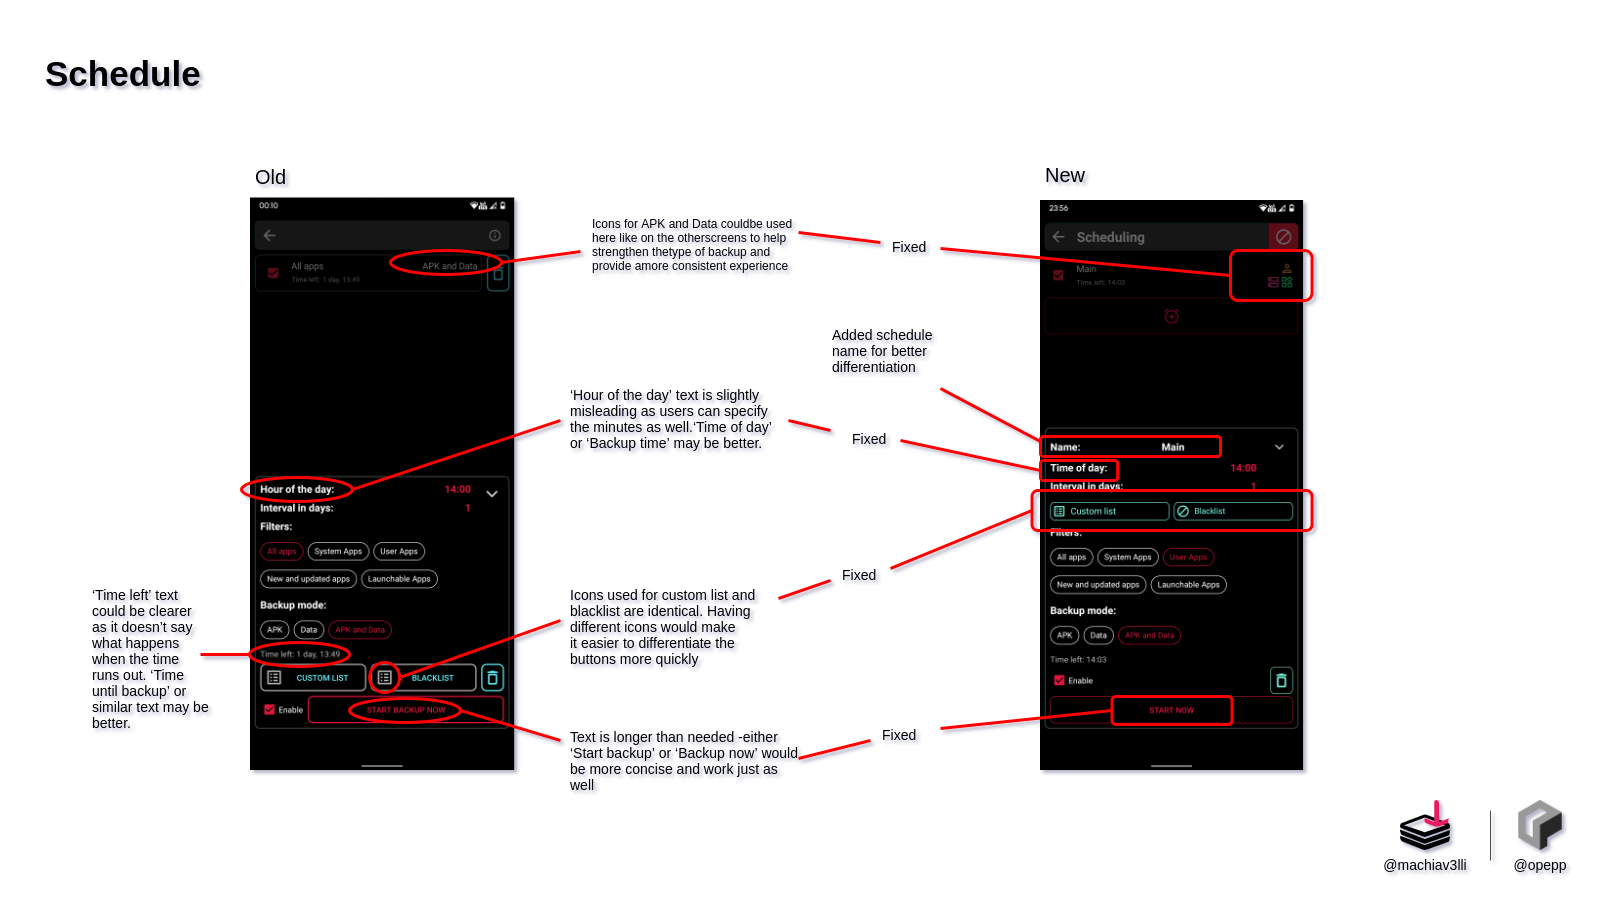 Schedule
Old
00:10
All apps
Time left: 1 day, 13:49
APK and Data
Hour of the day:
14:00
Interval in days:
1
Filters:
All apps
System Apps
User Apps
New and updated apps
Launchable Apps
Backup mode:
APK
Data
APK and Data
Time left: 1 day, 13:49
CUSTOM LIST
BLACKLIST
Enable
START BACKUP NOW
‘Time left’ text
could be clearer
as it doesn’t say
what happens
when the time
runs out. ‘Time
until backup’ or
similar text may be
better.
Icons for APK and Data couldbe used
here like on the otherscreens to help
strengthen thetype of backup and
provide amore consistent experience
Fixed
‘Hour of the day’ text is slightly
misleading as users can specify
the minutes as well.‘Time of day’
or ‘Backup time’ may be better.
Fixed
Added schedule
name for better
differentiation
Icons used for custom list and
blacklist are identical. Having
different icons would make
it easier to differentiate the
buttons more quickly
Fixed
Text is longer than needed -either
‘Start backup’ or ‘Backup now’ would
be more concise and work just as
well
Fixed
New
23:56
Scheduling
Main
Time left: 14:03
Name:
Main
Time of day:
14:00
Interval in days:
1
Custom list
Blacklist
Filters:
All apps
System Apps
User Apps
New and updated apps
Launchable Apps
Backup mode:
APK
Data
APK and Data
Time left: 14:03
Enable
START NOW
@machiav3lli
@opepp